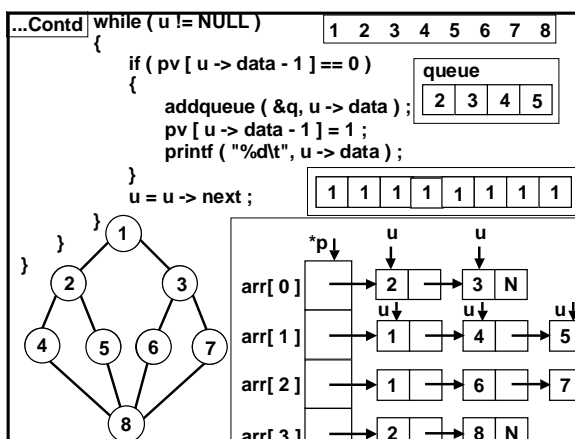 ...Contd while ( u != NULL )
1 2 3 4 5 6 7 8
{
if ( pv [ u -> data - 1 ] == 0 )
{
queue
2 3 4 5
addqueue ( &q, u -> data ) ;
pv [ u -> data - 1 ] = 1 ;
printf ( "%d\t", u -> data ) ;
}
u = u -> next ;
1 1 1 1 1 1 1 1
}
}
}
1
2 3
4 5 6 7
8
*p u u
arr[ 0 ] 2 3 N
u u u
arr[ 1 ] 1 4 5
arr[ 2 ] 1 6 7
arr[ 3 ] 2 8 N